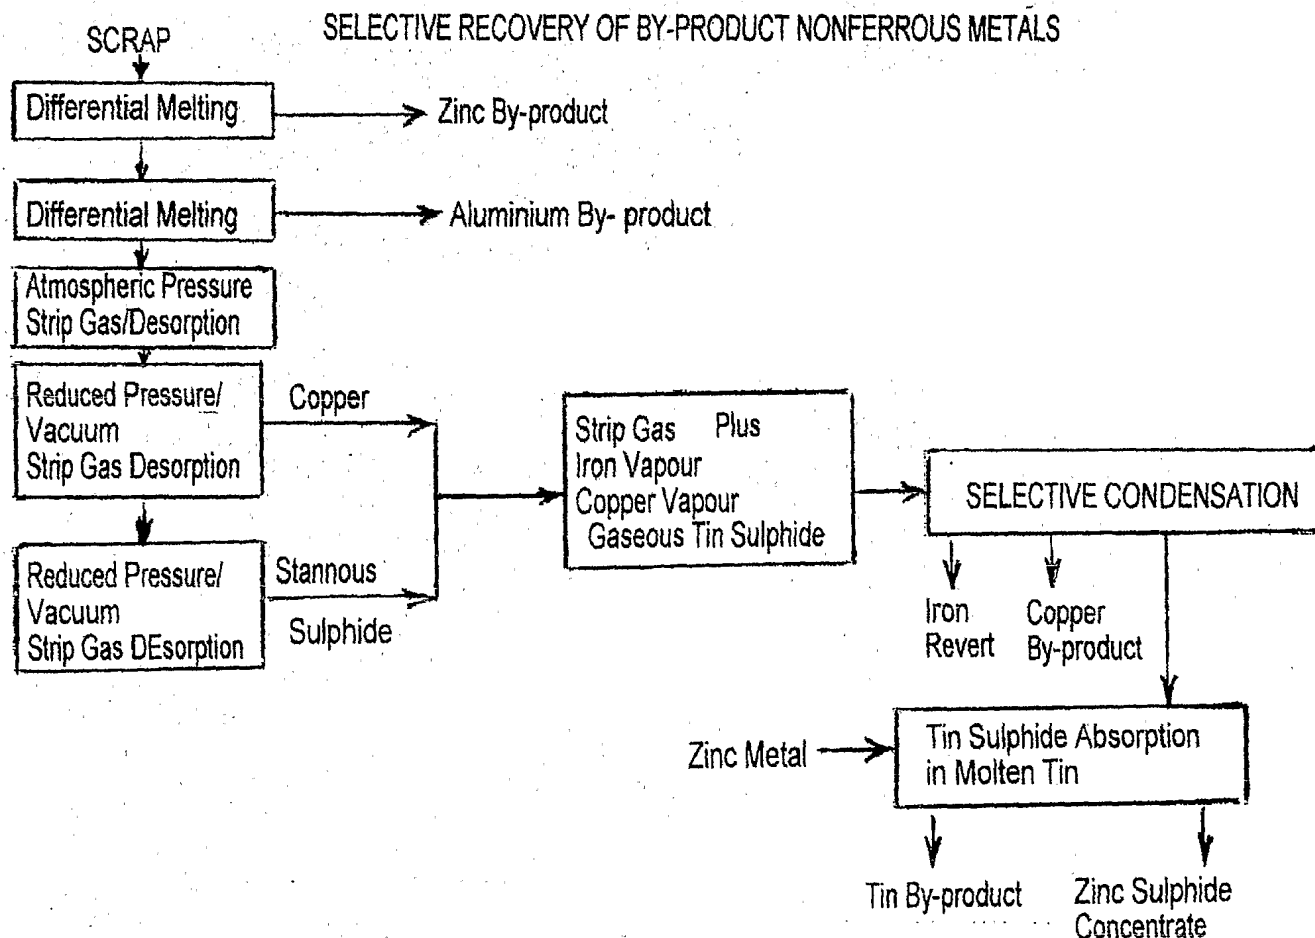 SELECTIVE RECOVERY OF BY-PRODUCT NONFERROUS METALS
SCRAP
Differential Melting
Zinc By-product
Differential Melting
Aluminium By- product
Atmospheric Pressure
Strip Gas/Desorption
Reduced Pressure/
Vacuum
Strip Gas Desorption
Copper
Reduced Pressure/
Vacuum
Strip Gas DEsorption
Stannous
Sulphide
Strip Gas Plus
Iron Vapour
Copper Vapour
Gaseous Tin Sulphide
SELECTIVE CONDENSATION
Iron
Revert
Copper
By-product
Zinc Metal
Tin Sulphide Absorption
in Molten Tin
Tin By-product
Zinc Sulphide
Concentrate